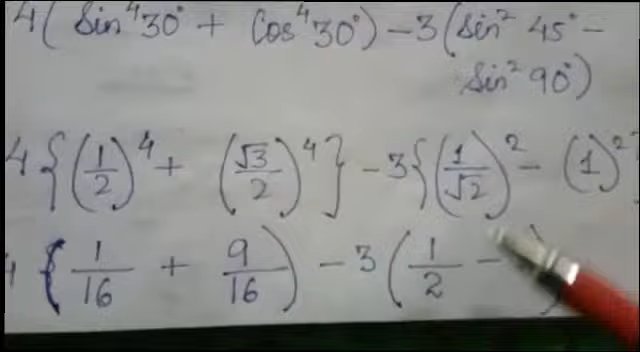 4( Sin⁴30° + Cos⁴30°) - 3(Sin² 45° -
Sin² 90°)
4{(1/2)⁴ + (√3/2)⁴} - 3{(1/√2)² - (1)²}
4{1/16 + 9/16) - 3(1/2 -